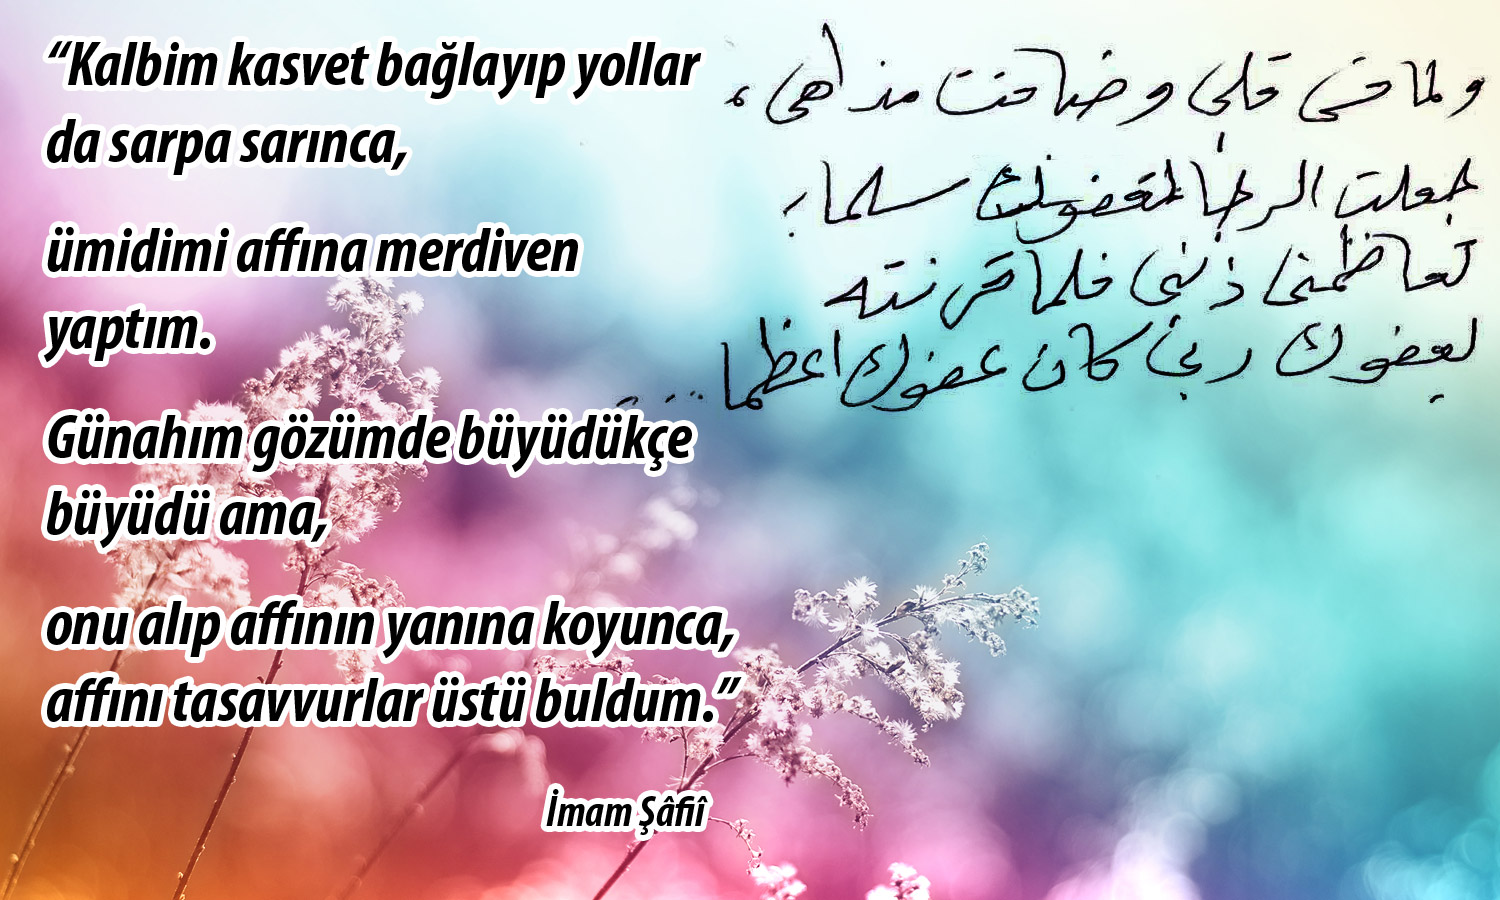 “Kalbim kasvet bağlayıp yollar
da sarpa sarınca,
ümidimi affına merdiven
yaptım.
Günahım gözümde büyüdükçe
büyüdü ama,
onu alıp affının yanına koyunca,
affını tasavvurlar üstü buldum.”
İmam Şâfiî
ولما قسى قلبي وضاقت مذاهبي،
جعلت الرجا لعفوك سلما؛
تعاظمني ذنبي فلما قرنته
بعفوك ربي كان عفوك اعظما...